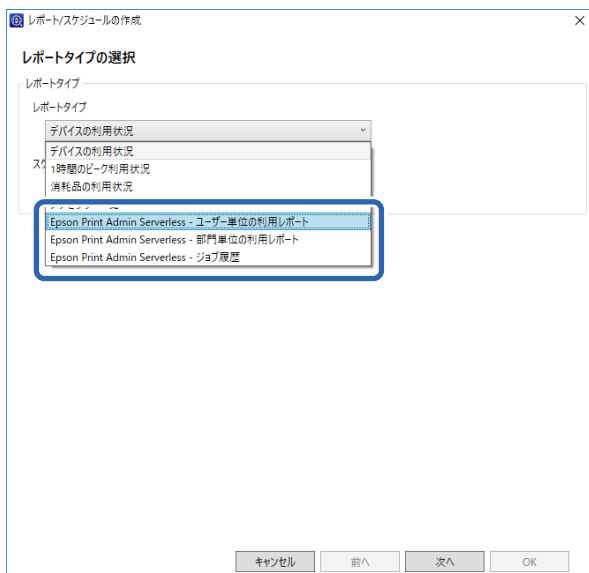 レポート/スケジュールの作成
レポートタイプの選択
レポートタイプ
レポートタイプ
デバイスの利用状況
デバイスの利用状況
1時間のピーク利用状況
消耗品の利用状況
Epson Print Admin Serverless - ユーザー単位の利用レポート
Epson Print Admin Serverless - 部門単位の利用レポート
Epson Print Admin Serverless - ジョブ履歴
キャンセル
前へ
次へ
OK